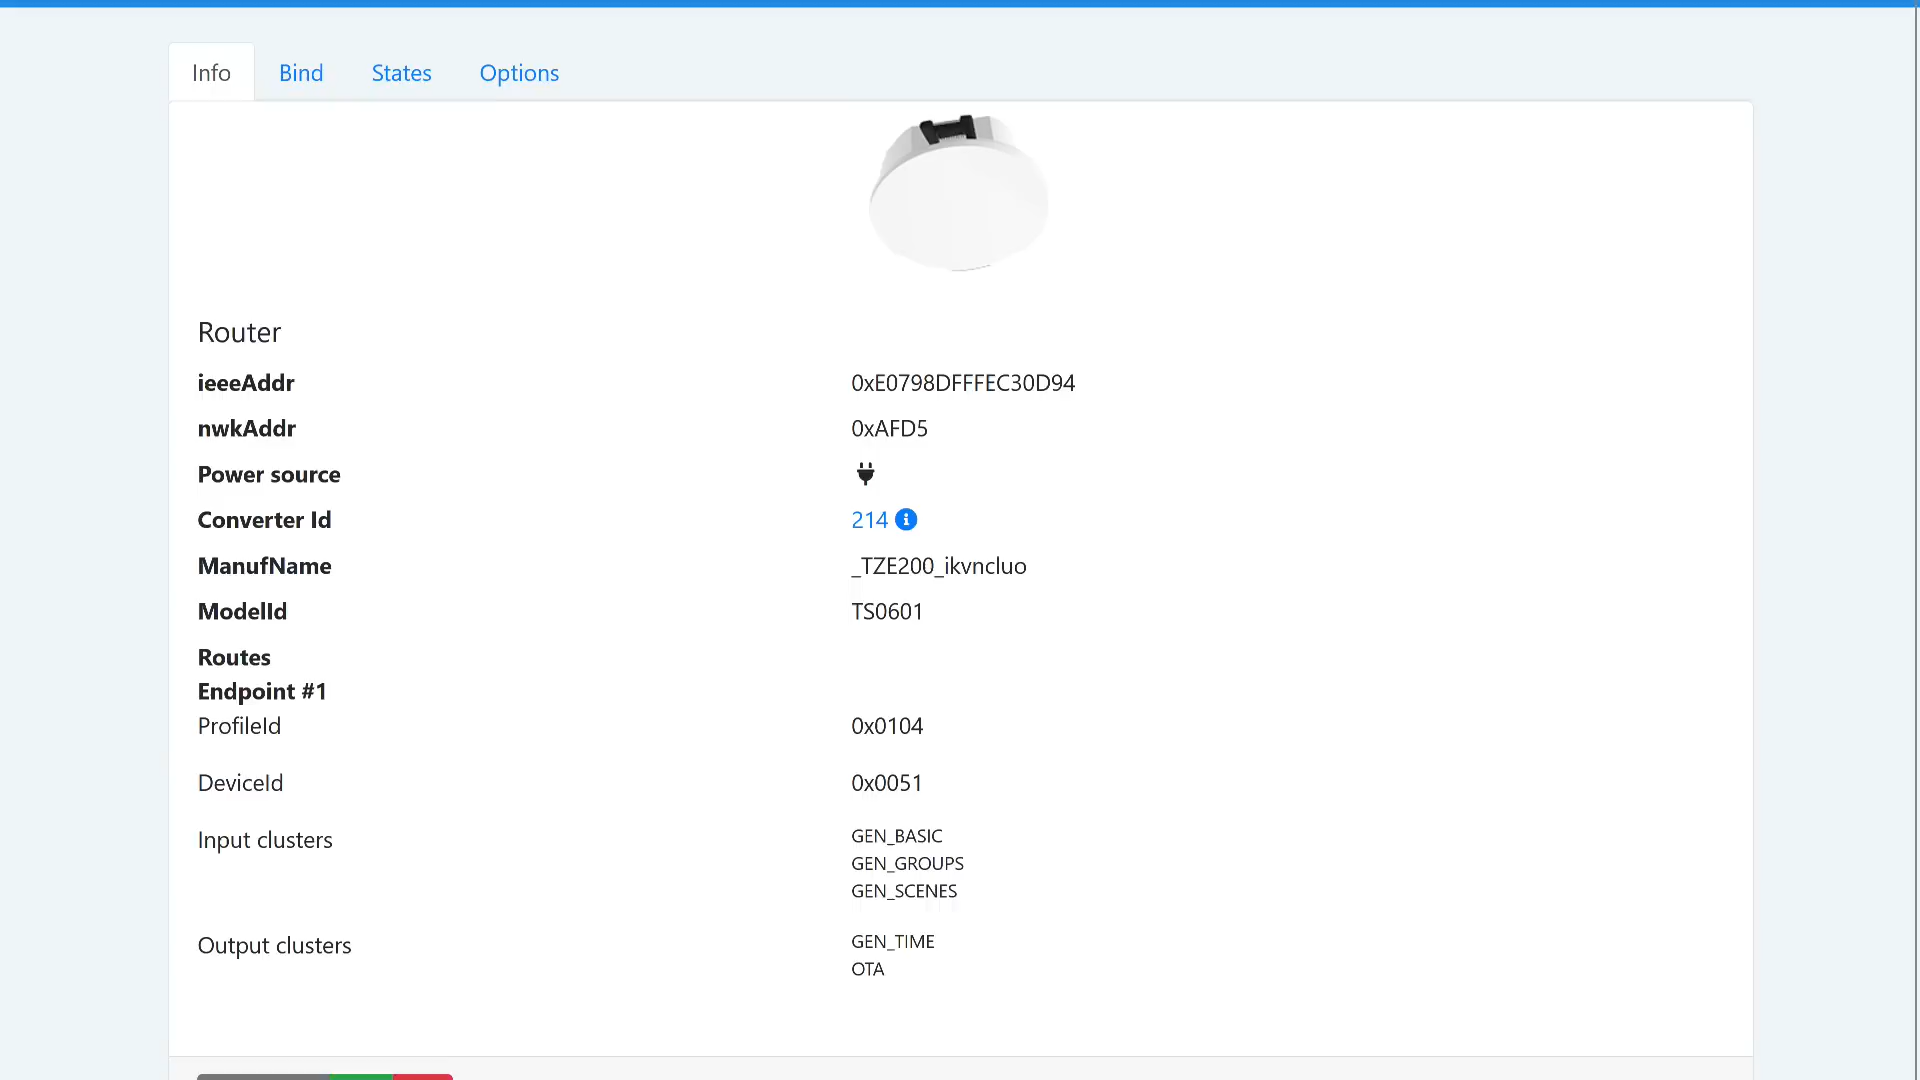 Info Bind States Options
Router
ieeeAddr 0xE0798DFFFEC30D94
nwkAddr 0xAFD5
Power source
Converter Id 214
ManufName _TZE200_ikvncluo
ModelId TS0601
Routes
Endpoint #1
ProfileId 0x0104
DeviceId 0x0051
Input clusters GEN_BASIC
GEN_GROUPS
GEN_SCENES
Output clusters GEN_TIME
OTA